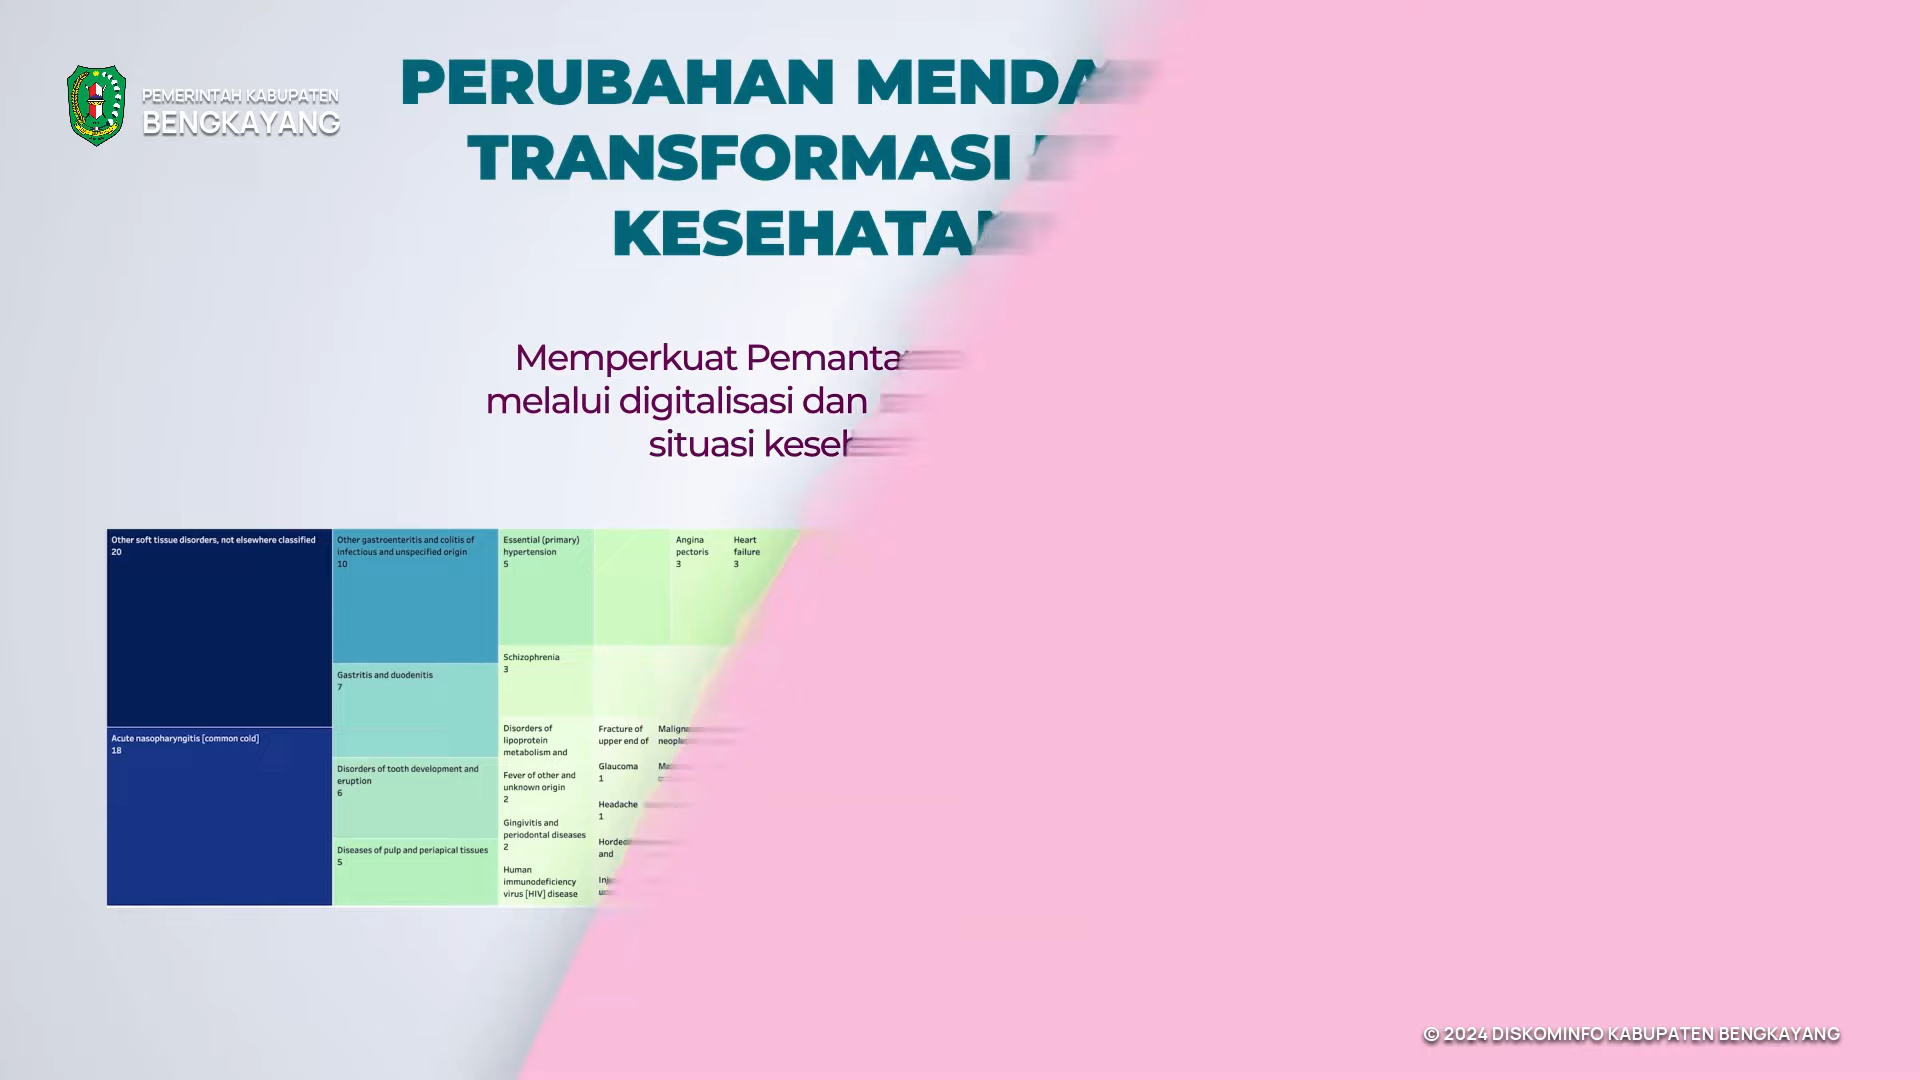 PEMERINTAH KABUPATEN
BENGKAYANG
PERUBAHAN
TRANSFORMASI
Memperkuat
melalui digitalisasi dan
situasi
Other soft tissue disorders, not elsewhere classified
20
Acute nasopharyngitis [common cold]
18
Other gastroenteritis and colitis of
infectious and unspecified origin
10
Gastritis and duodenitis
7
Disorders of tooth development and
eruption
6
Diseases of pulp and periapical tissues
5
Essential (primary)
hypertension
5
Schizophrenia
3
Disorders of
lipoprotein
metabolism and
Fever of other and
unknown origin
2
Gingivitis and
periodontal diseases
2
Human
immunodeficiency
virus [HIV] disease
Angina
pectoris
3
Heart
failure
3
Fracture of
upper end of
Glaucoma
1
Headache
1
and
© 2024 DISKOMINFO KABUPATEN BENGKAYANG